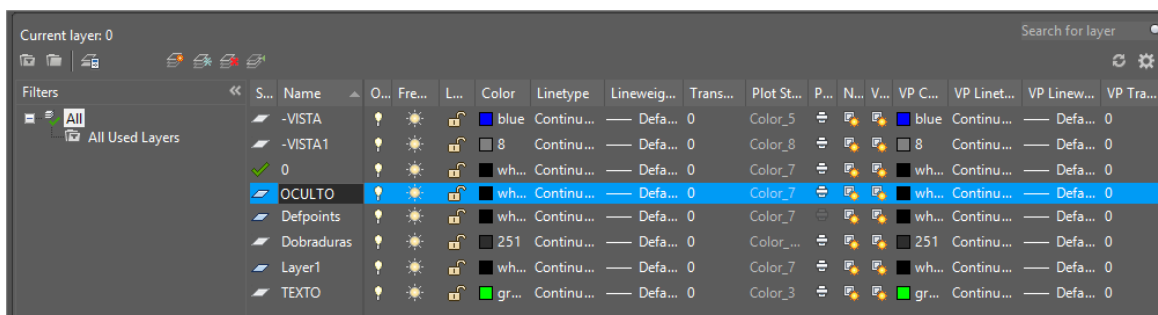 Current layer: 0
Search for layer
Filters
All
All Used Layers
S... Name O... Fre... L... Color Linetype Lineweig... Trans... Plot St... P... N... V... VP C... VP Linet... VP Linew... VP Tra...
-VISTA blue Continu... Defa... 0 Color_5 blue Continu... Defa... 0
-VISTA1 8 Continu... Defa... 0 Color_8 8 Continu... Defa... 0
0 wh... Continu... Defa... 0 Color_7 wh... Continu... Defa... 0
OCULTO wh... Continu... Defa... 0 Color_7 wh... Continu... Defa... 0
Defpoints wh... Continu... Defa... 0 Color_7 wh... Continu... Defa... 0
Dobraduras 251 Continu... Defa... 0 Color_... 251 Continu... Defa... 0
Layer1 wh... Continu... Defa... 0 Color_7 wh... Continu... Defa... 0
TEXTO gr... Continu... Defa... 0 Color_3 gr... Continu... Defa... 0